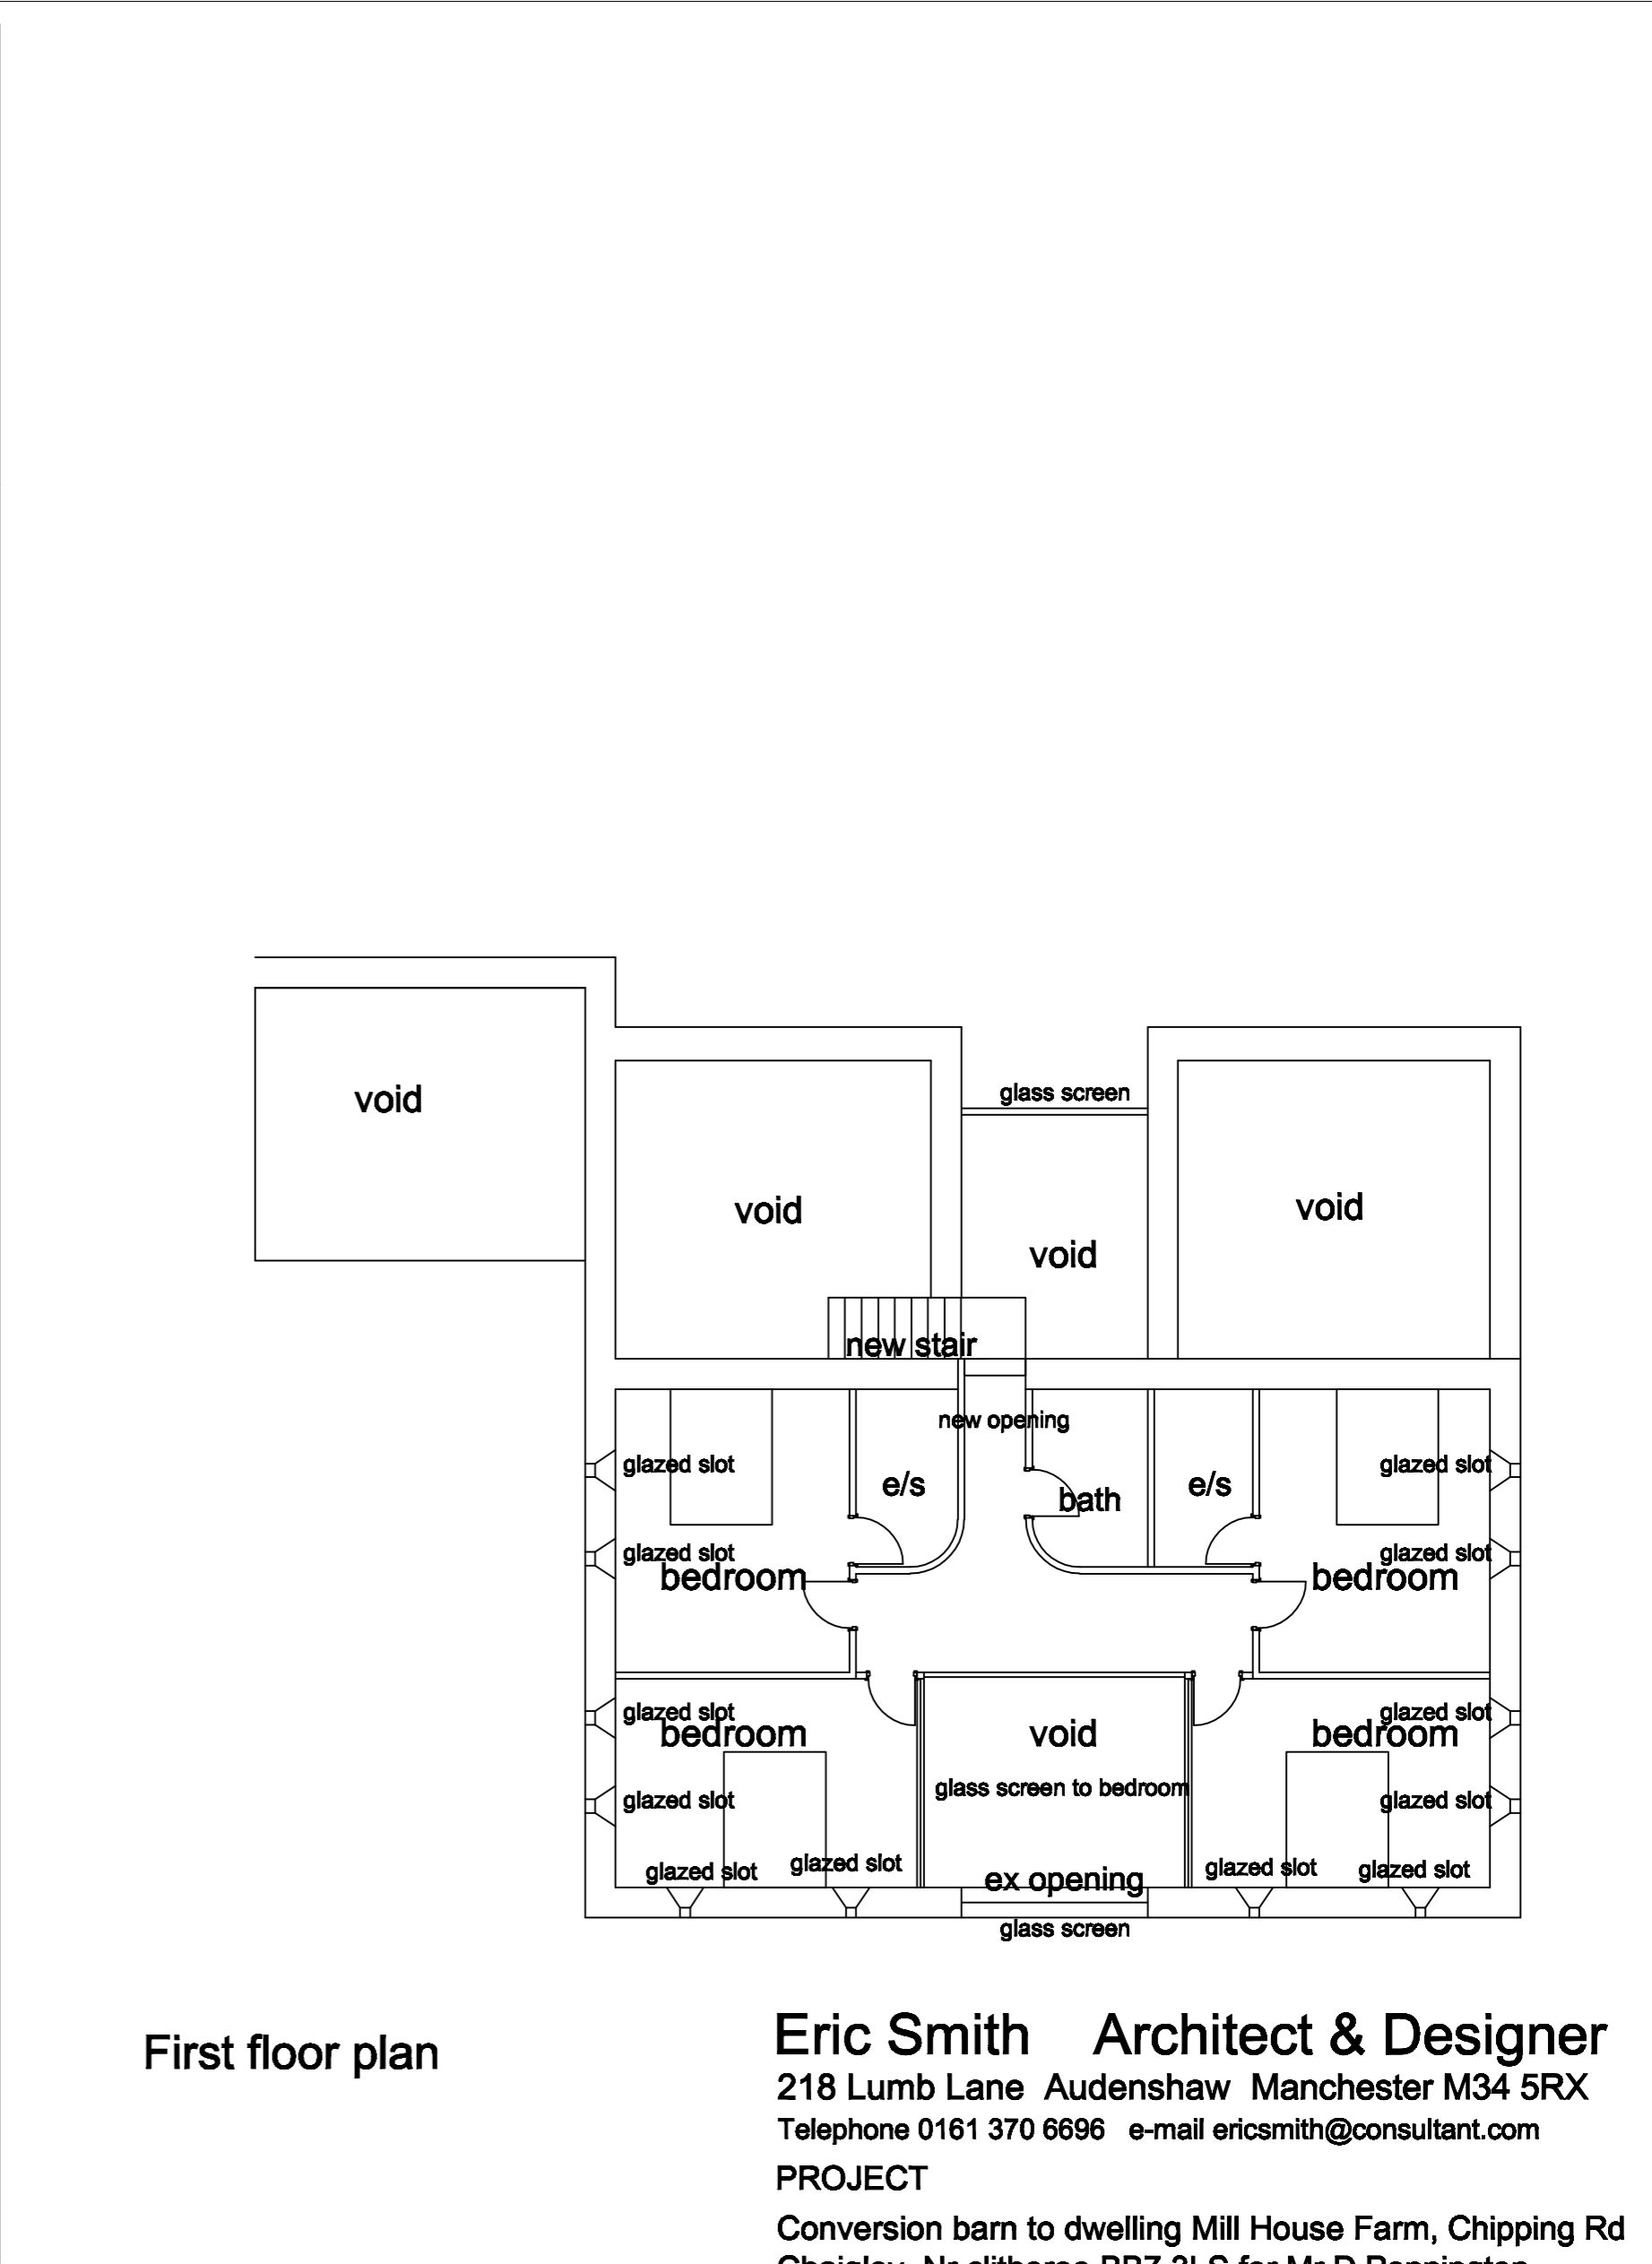 void
glass screen
void
void
void
new stair
new opening
glazed slot
glazed slot
e/s
e/s
bath
glazed slot
glazed slot
bedroom
bedroom
glazed slot
glazed slot
bedroom
void
bedroom
glass screen to bedroom
glazed slot
glazed slot
glazed slot
glazed slot
glazed slot
glazed slot
ex opening
glass screen
First floor plan
Eric Smith Architect & Designer
218 Lumb Lane Audenshaw Manchester M34 5RX
Telephone 0161 370 6696 e-mail ericsmith@consultant.com
PROJECT
Conversion barn to dwelling Mill House Farm, Chipping Rd